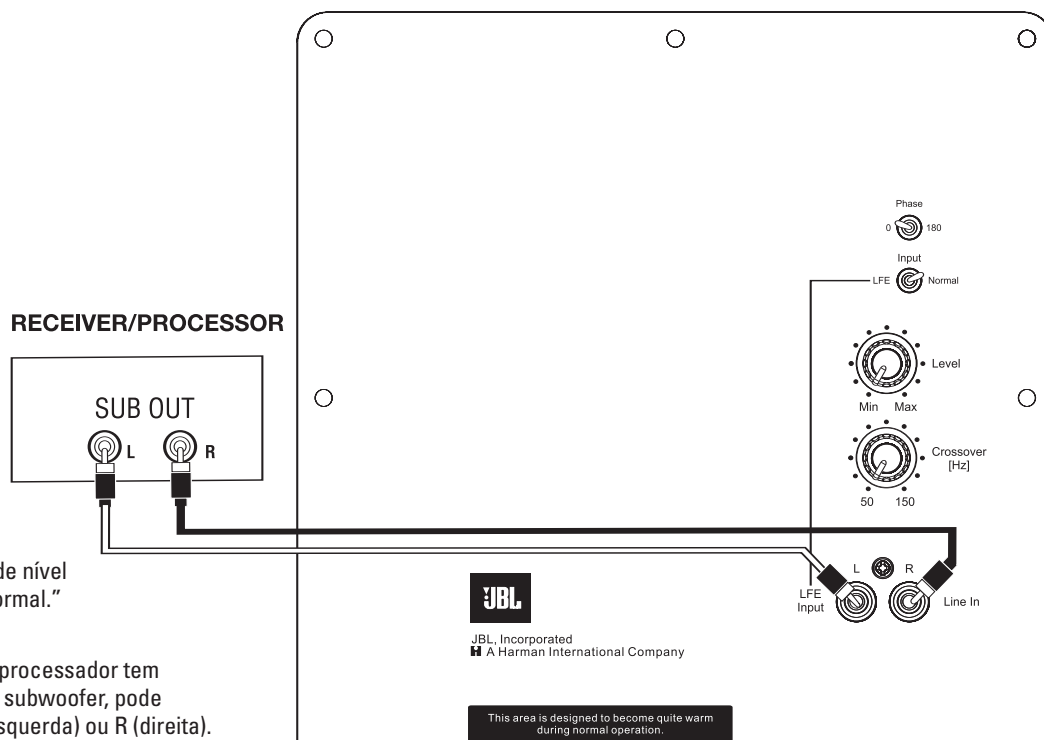 Phase
0 180
Input
LFE Normal
RECEIVER/PROCESSOR
SUB OUT
L R
Level
Min Max
Crossover
[Hz]
50 150
L R
LFE
Input
Line In
de nível
ormal.”
processador tem
subwoofer, pode
squerda) ou R (direita).
JBL
JBL, Incorporated
H A Harman International Company
This area is designed to become quite warm
during normal operation.